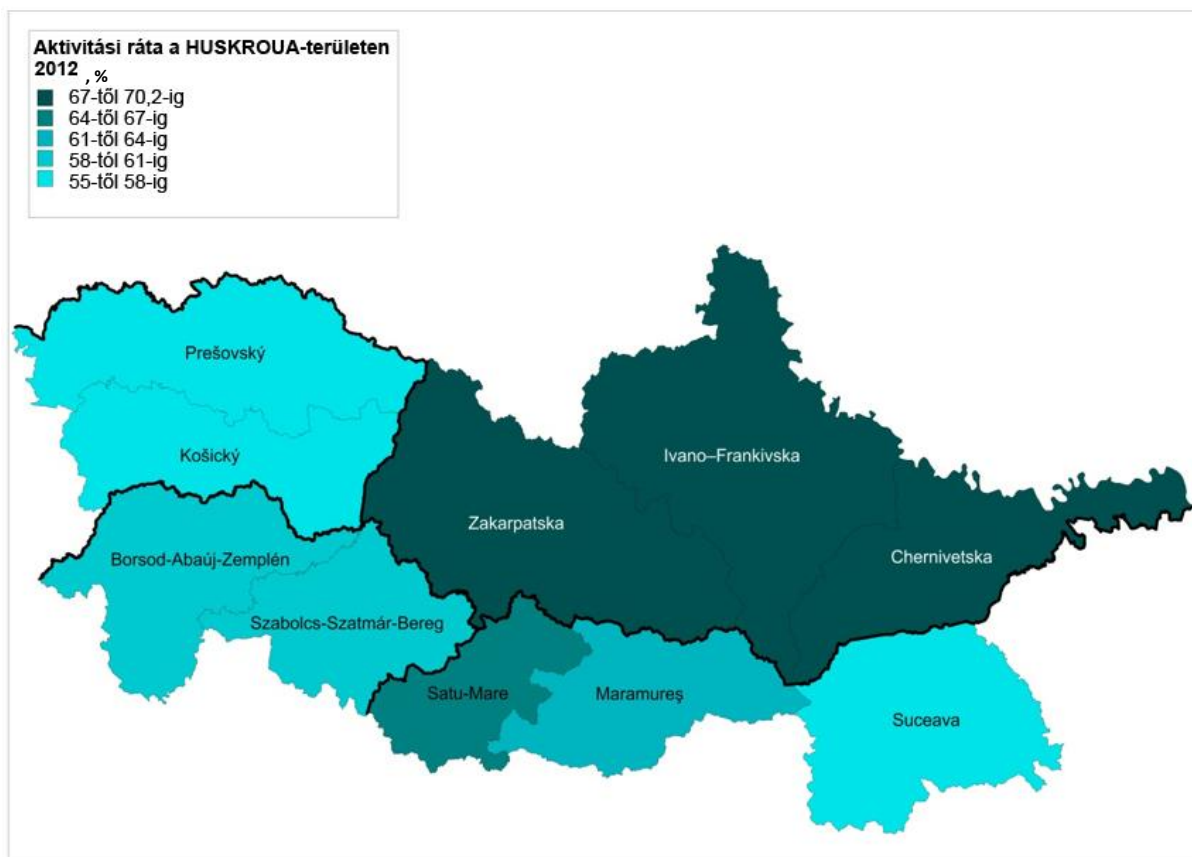 Aktivitási ráta a HUSKROUA-területen
2012 , %
67-től 70,2-ig
64-től 67-ig
61-től 64-ig
58-tól 61-ig
55-től 58-ig
Prešovský
Košický
Ivano–Frankivska
Zakarpatska
Chernivetska
Borsod-Abaúj-Zemplén
Szabolcs-Szatmár-Bereg
Satu-Mare
Maramureş
Suceava